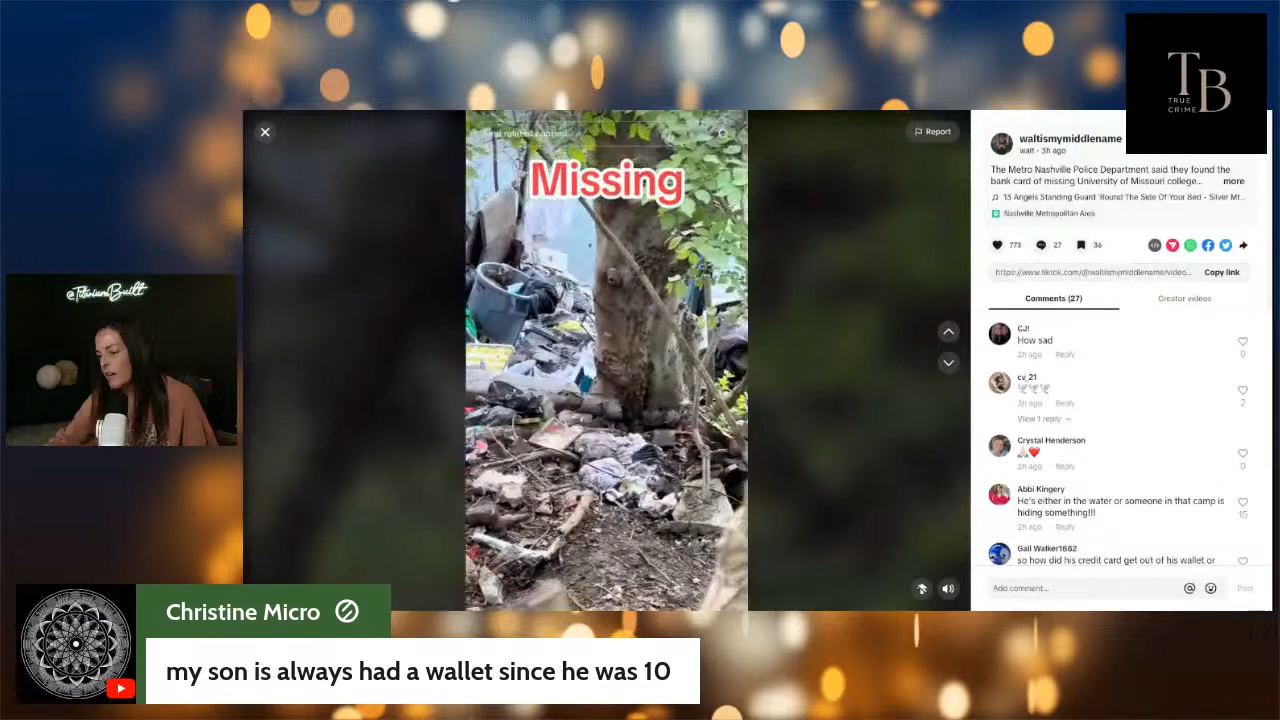 TB
TRUE
CRIME
Report
Missing
waltismymiddlename
walt · 3h ago
The Metro Nashville Police Department said they found the
bank card of missing University of Missouri college...
more
13 Angels Standing Guard 'Round The Side Of Your Bed - Silver Mt...
Nashville Metropolitan Area
773
27
36
https://www.tiktok.com/@waltismymiddlename/video...
Copy link
Comments (27)
Creator videos
CJ!
How sad
2h ago Reply
0
cv_21
🕊🕊🕊
3h ago Reply
2
View 1 reply
Crystal Henderson
🙏🏻❤️
2h ago Reply
0
Abbi Kingery
He's either in the water or someone in that camp is
hiding something!!!
15
2h ago Reply
Gail Walker1882
so how did his credit card get out of his wallet or
Add comment...
Post
@TitaniumBuilt
Christine Micro
my son is always had a wallet since he was 10